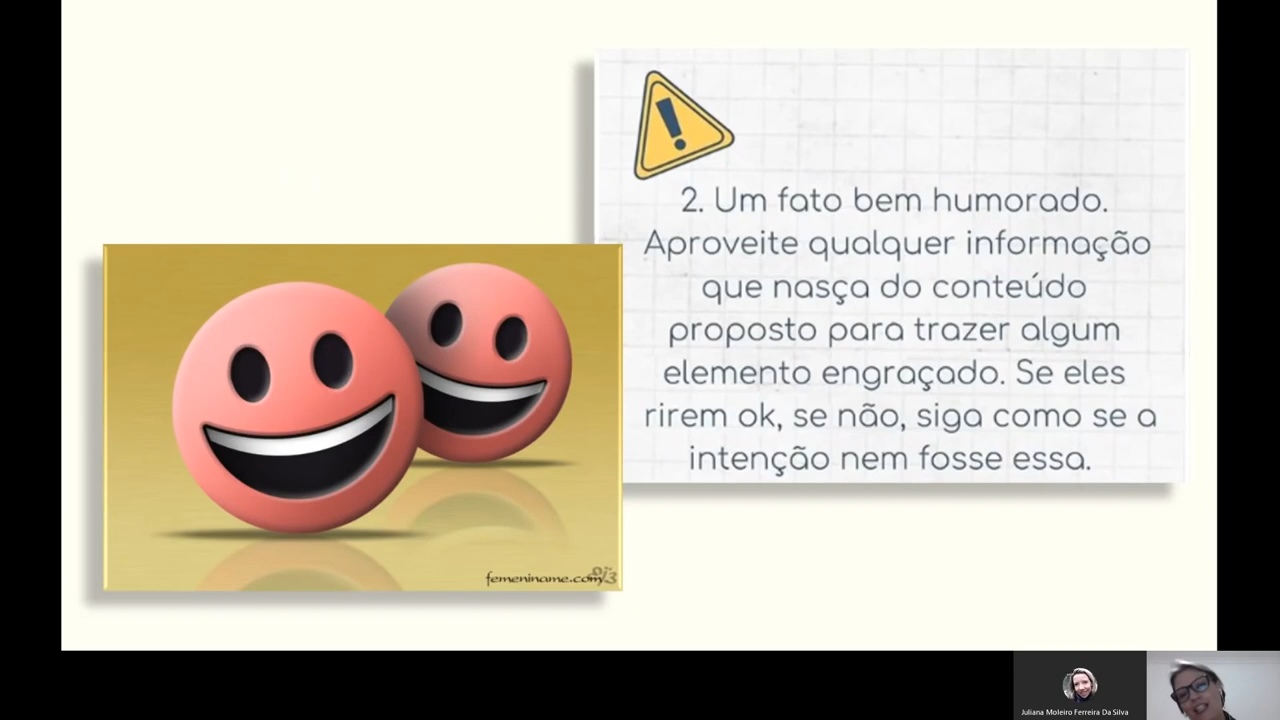 2. Um fato bem humorado.
Aproveite qualquer informação
que nasça do conteúdo
proposto para trazer algum
elemento engraçado. Se eles
rirem ok, se não, siga como se a
intenção nem fosse essa.
femeniname.com
Juliana Moleiro Ferreira Da Silva